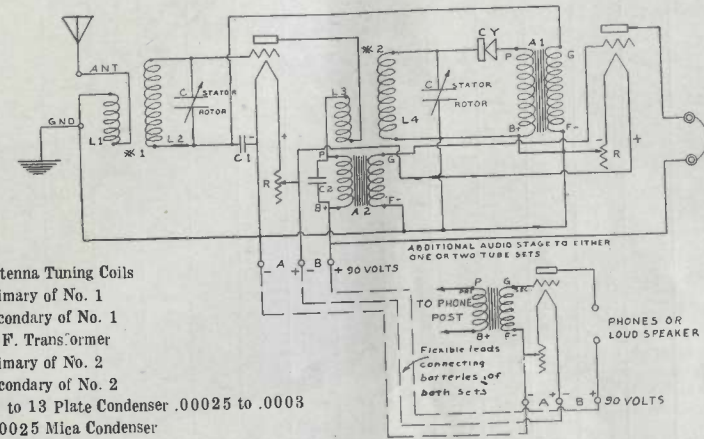 ANT
GND
L1
※1
L2
C STATOR
ROTOR
C1
-
+
R
L3
※2
L4
C STATOR
ROTOR
CY
A1
P
G
B+
F-
-
+
R
P
G
C2
B+
F-
A2
- A + - B + 90 VOLTS
ADDITIONAL AUDIO STAGE TO EITHER
ONE OR TWO TUBE SETS
P
G
TO PHONE
POST
B+
F-
PHONES OR
LOUD SPEAKER
Flexible leads
connecting
batteries of
both sets
- A + B + 90 VOLTS
tenna Tuning Coils
imary of No. 1
condary of No. 1
F. Transformer
imary of No. 2
condary of No. 2
to 13 Plate Condenser .00025 to .0003
0025 Mica Condenser